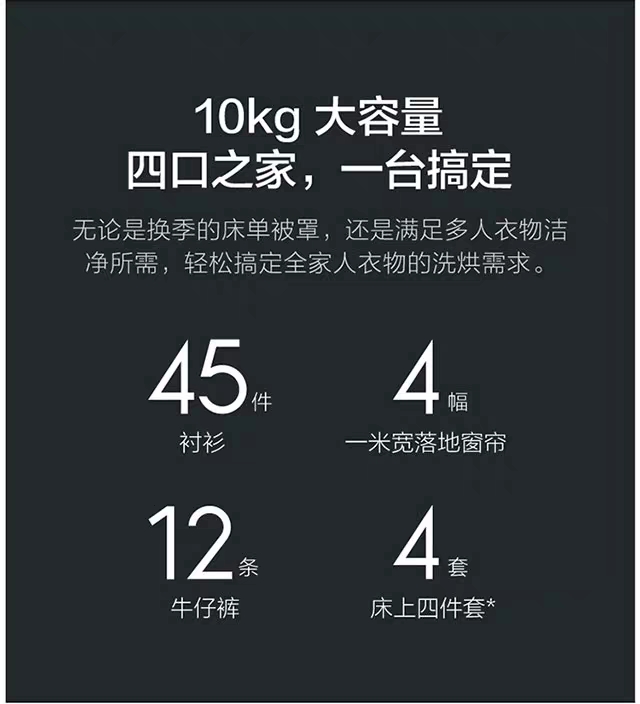 10kg 大容量
四口之家，一台搞定
无论是换季的床单被罩，还是满足多人衣物洁
净所需，轻松搞定全家人衣物的洗烘需求。
45件
衬衫
4幅
一米宽落地窗帘
12条
牛仔裤
4套
床上四件套*